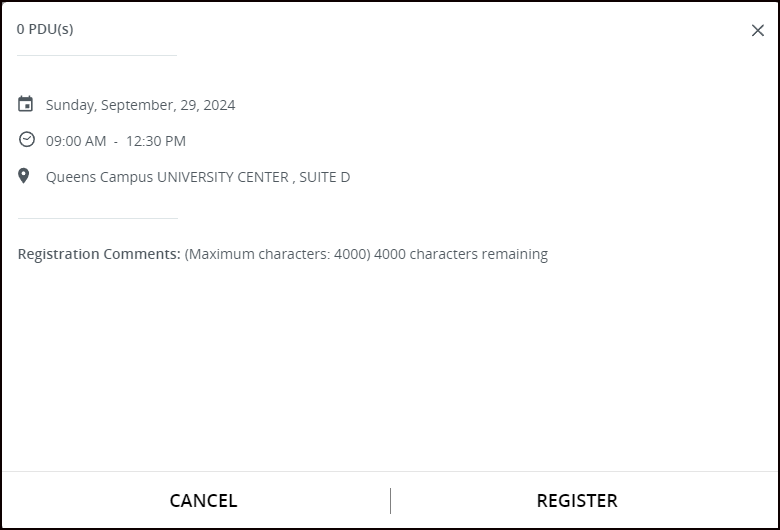 0 PDU(s)
Sunday, September, 29, 2024
09:00 AM - 12:30 PM
Queens Campus UNIVERSITY CENTER , SUITE D
Registration Comments: (Maximum characters: 4000) 4000 characters remaining
CANCEL
REGISTER